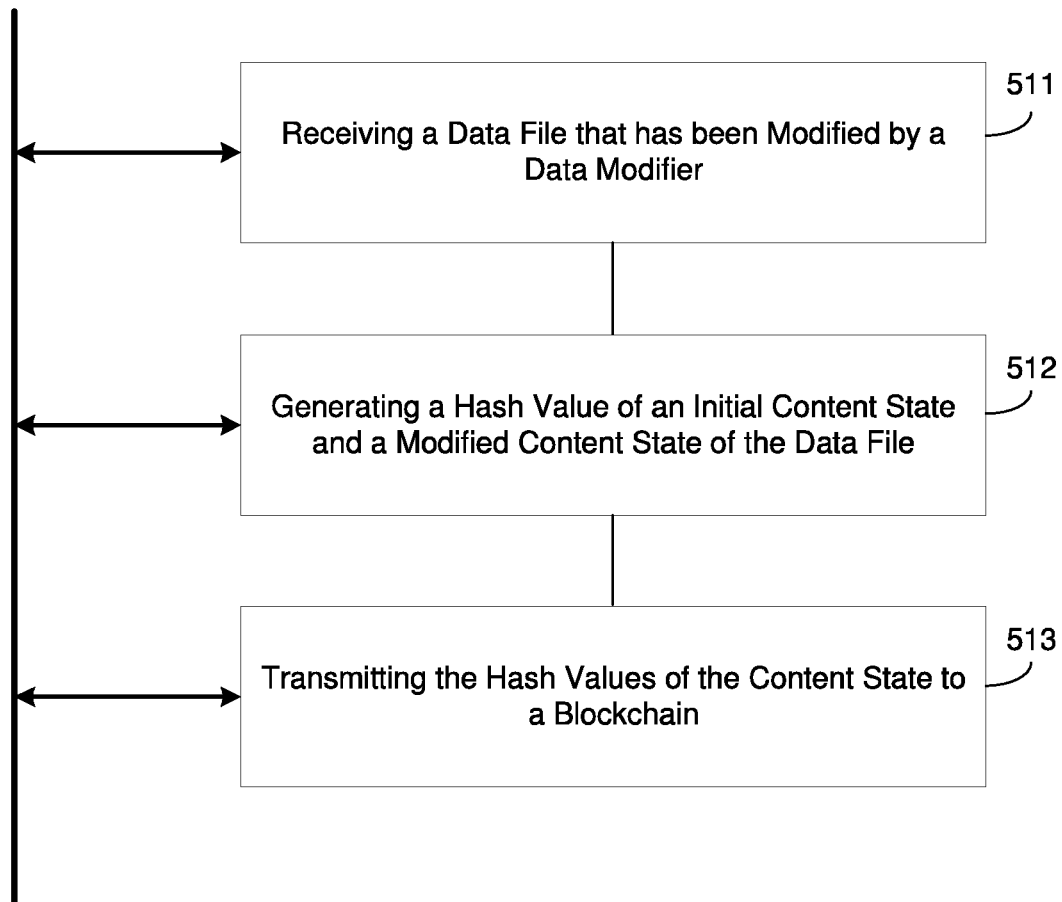 511
Receiving a Data File that has been Modified by a
Data Modifier
512
Generating a Hash Value of an Initial Content State
and a Modified Content State of the Data File
513
Transmitting the Hash Values of the Content State to
a Blockchain